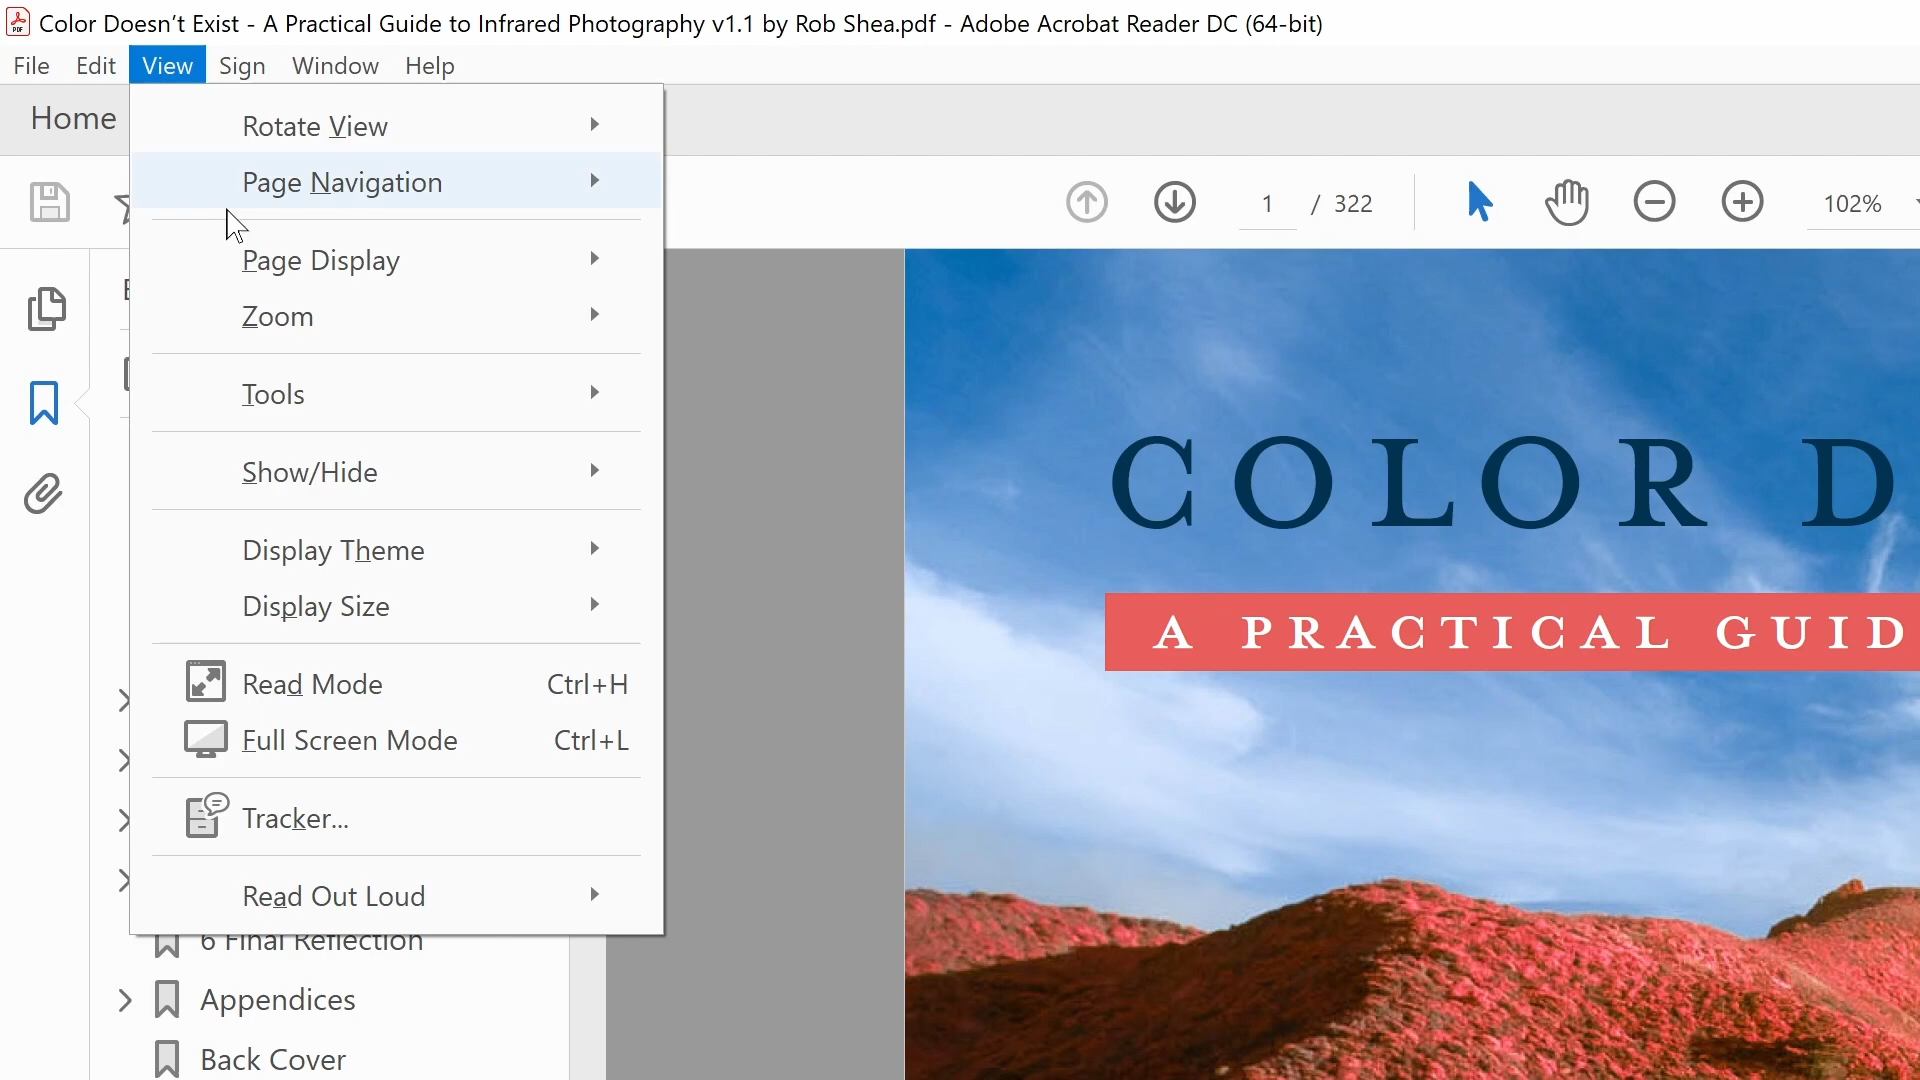 Color Doesn’t Exist - A Practical Guide to Infrared Photography v1.1 by Rob Shea.pdf - Adobe Acrobat Reader DC (64-bit)
File Edit View Sign Window Help
Home
Rotate View
Page Navigation
1 / 322
102%
Page Display
Zoom
Tools
Show/Hide
Display Theme
Display Size
Read Mode Ctrl+H
Full Screen Mode Ctrl+L
Tracker...
Read Out Loud
6 Final Reflection
Appendices
Back Cover
COLOR D
A PRACTICAL GUID